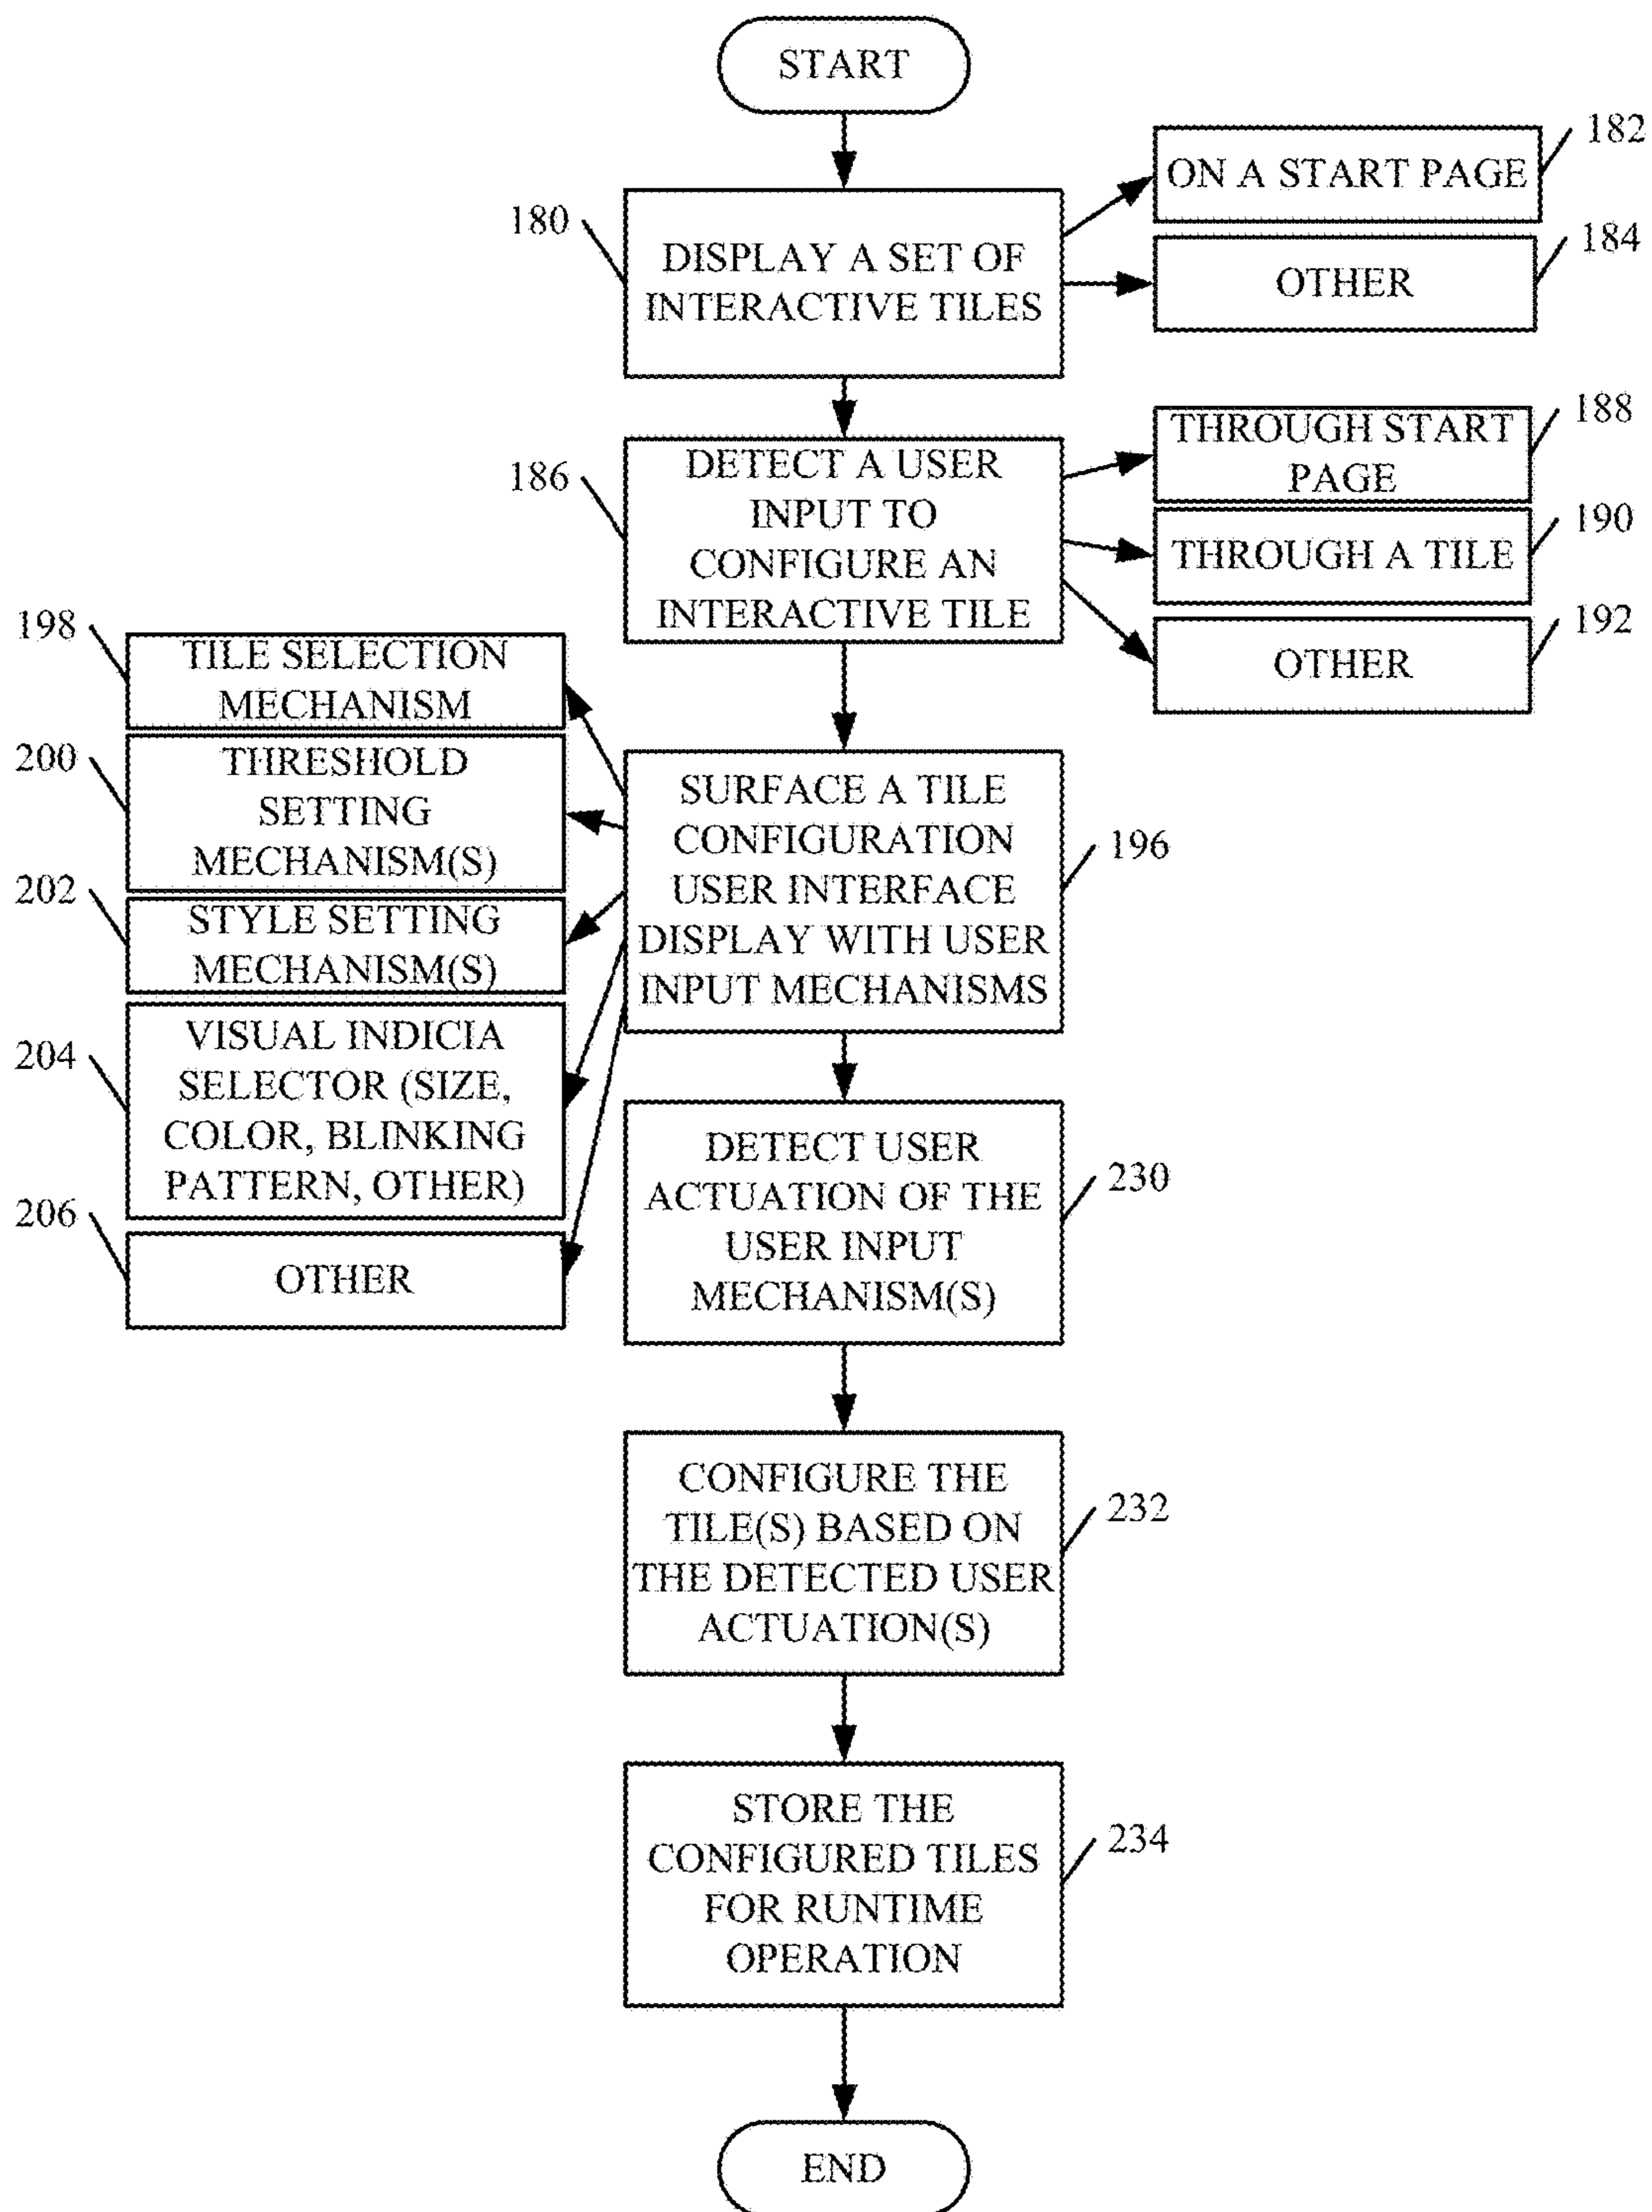 START
182
ON A START PAGE
180
DISPLAY A SET OF
INTERACTIVE TILES
184
OTHER
186
DETECT A USER
INPUT TO
CONFIGURE AN
INTERACTIVE TILE
188
THROUGH START
PAGE
190
THROUGH A TILE
192
OTHER
198
TILE SELECTION
MECHANISM
200
THRESHOLD
SETTING
MECHANISM(S)
202
STYLE SETTING
MECHANISM(S)
204
VISUAL INDICIA
SELECTOR (SIZE,
COLOR, BLINKING
PATTERN, OTHER)
206
OTHER
SURFACE A TILE
CONFIGURATION
USER INTERFACE
DISPLAY WITH USER
INPUT MECHANISMS
196
DETECT USER
ACTUATION OF THE
USER INPUT
MECHANISM(S)
230
CONFIGURE THE
TILE(S) BASED ON
THE DETECTED USER
ACTUATION(S)
232
STORE THE
CONFIGURED TILES
FOR RUNTIME
OPERATION
234
END